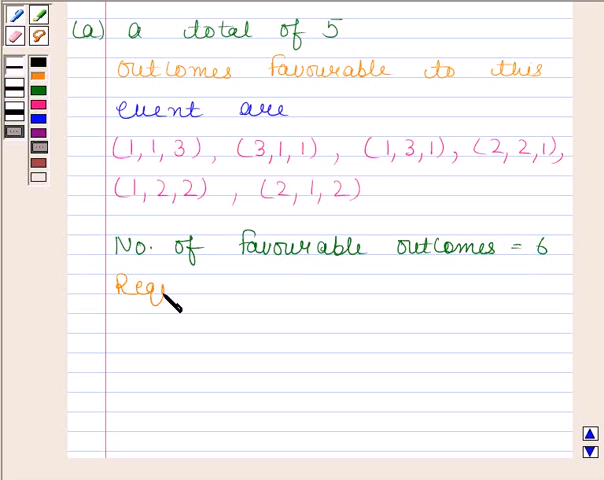 (a) a total of 5
outcomes favourable to this
event are
(1,1,3), (3,1,1), (1,3,1), (2,2,1),
(1,2,2), (2,1,2)
No. of favourable outcomes = 6
Requ